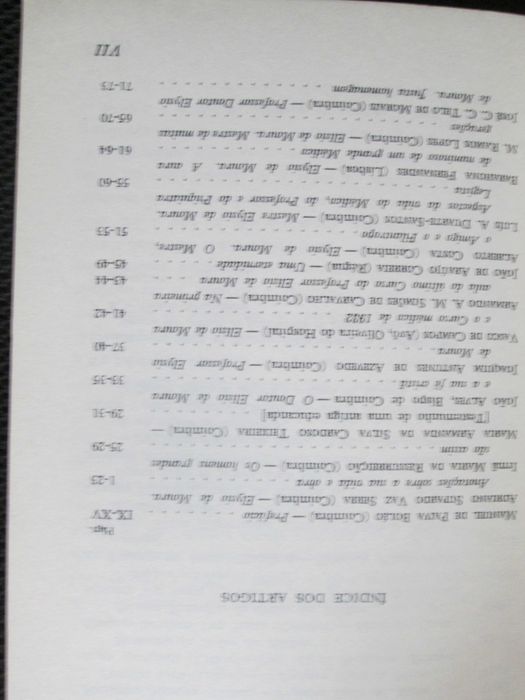 ÍNDICE DOS ARTIGOS
Págs.
MANUEL DE PAIVA BOLÉO (Coimbra) — Prefácio IX-XV
ADRIANO SUPARDO VAZ SERRA (Coimbra) — Elysio de Moura.
Anotações sobre a sua vida e obra 1-23
IRMÃ MARIA DA RESSURREIÇÃO (Coimbra) — Os homens grandes
são assim 25-29
MARIA AMANDA DA SILVA CARDOSO TEIXEIRA (Coimbra) —
[Testemunho de uma antiga educanda] 29-31
JOÃO ALVES, Bispo de Coimbra — O Doutor Elísio de Moura
e a sua fé cristã 33-35
JOAQUIM ANTUNES DE AZEVEDO (Coimbra) — Professor Elysio
de Moura 37-40
VASCO DE CAMPOS (Avô, Oliveira do Hospital) — Elísio de Moura
e o Curso médico de 1932 41-42
ARMANDO A. M. SIMÕES DE CARVALHO (Coimbra) — Na primeira
aula do último Curso do Professor Elísio de Moura 43-44
JOÃO DE ARAÚJO CORREIA (Régua) — Uma eternidade 45-49
ALBERTO COSTA (Coimbra) — Elysio de Moura. O Mestre,
o Amigo e o Filantropo 51-53
LUIS A. DUARTE-SANTOS (Coimbra) — Mestre Elysio de Moura.
Aspectos da vida do Médico, do Professor e do Psiquiatra
Legista 55-60
BARAHONA FERNANDES (Lisboa) — Elysio de Moura. A aura
de numinoso de um grande Médico 61-64
M. RAMOS LOPES (Coimbra) — Elísio de Moura. Mestre de muitas
gerações 65-70
JOSÉ C. C. TELO DE MORAIS (Coimbra) — Professor Doutor Elysio
de Moura. Justa homenagem 71-73
VII